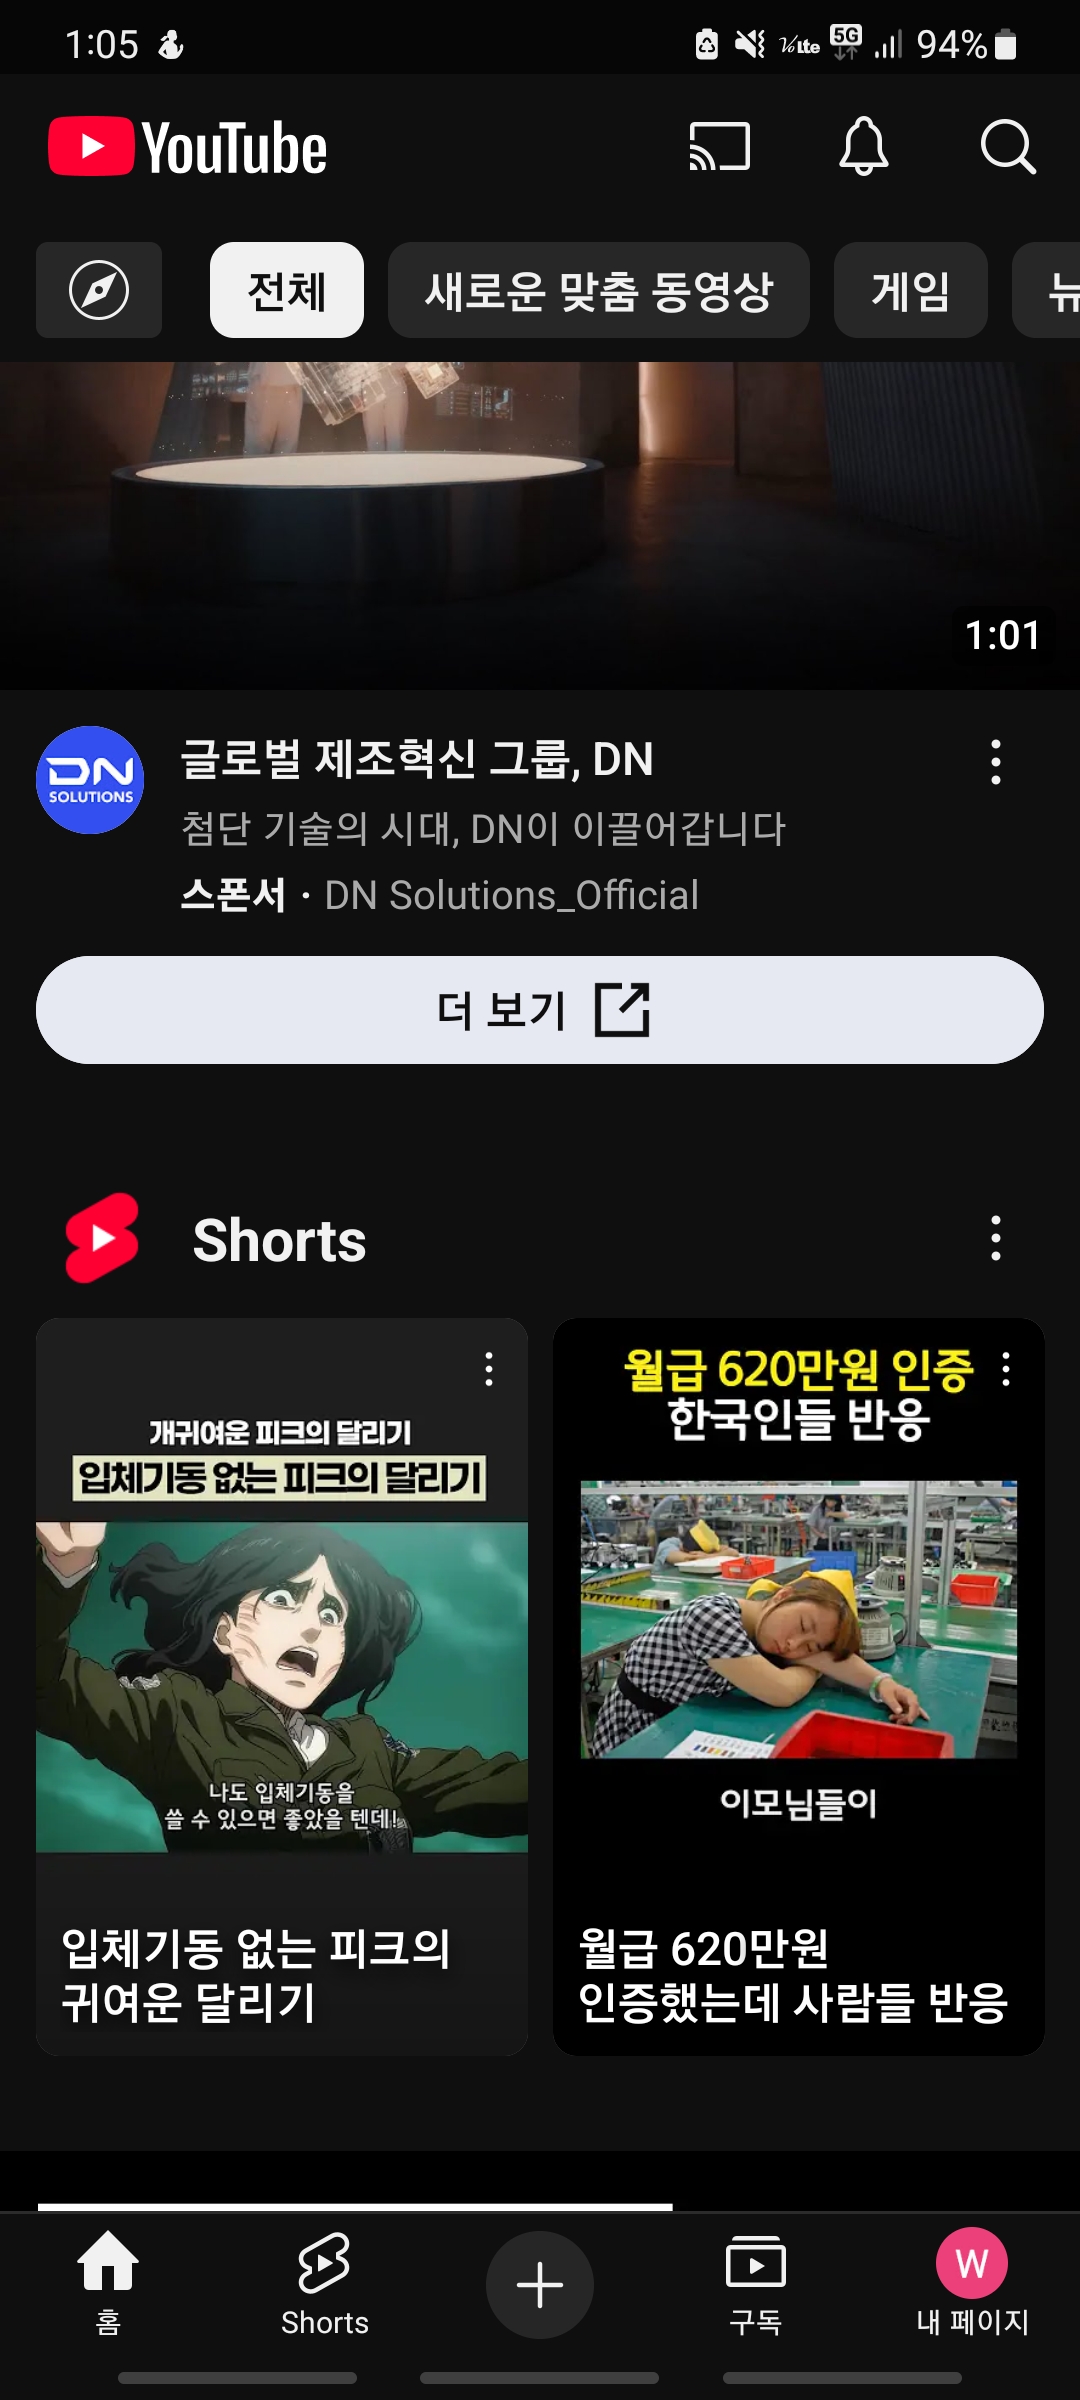 1:05
VoLTE 5G 94%
YouTube
전체 새로운 맞춤 동영상 게임
1:01
DN
SOLUTIONS
글로벌 제조혁신 그룹, DN
첨단 기술의 시대, DN이 이끌어갑니다
스폰서 · DN Solutions_Official
더 보기
Shorts
개귀여운 피크의 달리기
입체기동 없는 피크의 달리기
나도 입체기동을
쓸 수 있으면 좋았을 텐데!
입체기동 없는 피크의
귀여운 달리기
월급 620만원 인증
한국인들 반응
이모님들이
월급 620만원
인증했는데 사람들 반응
홈
Shorts
구독
W
내 페이지